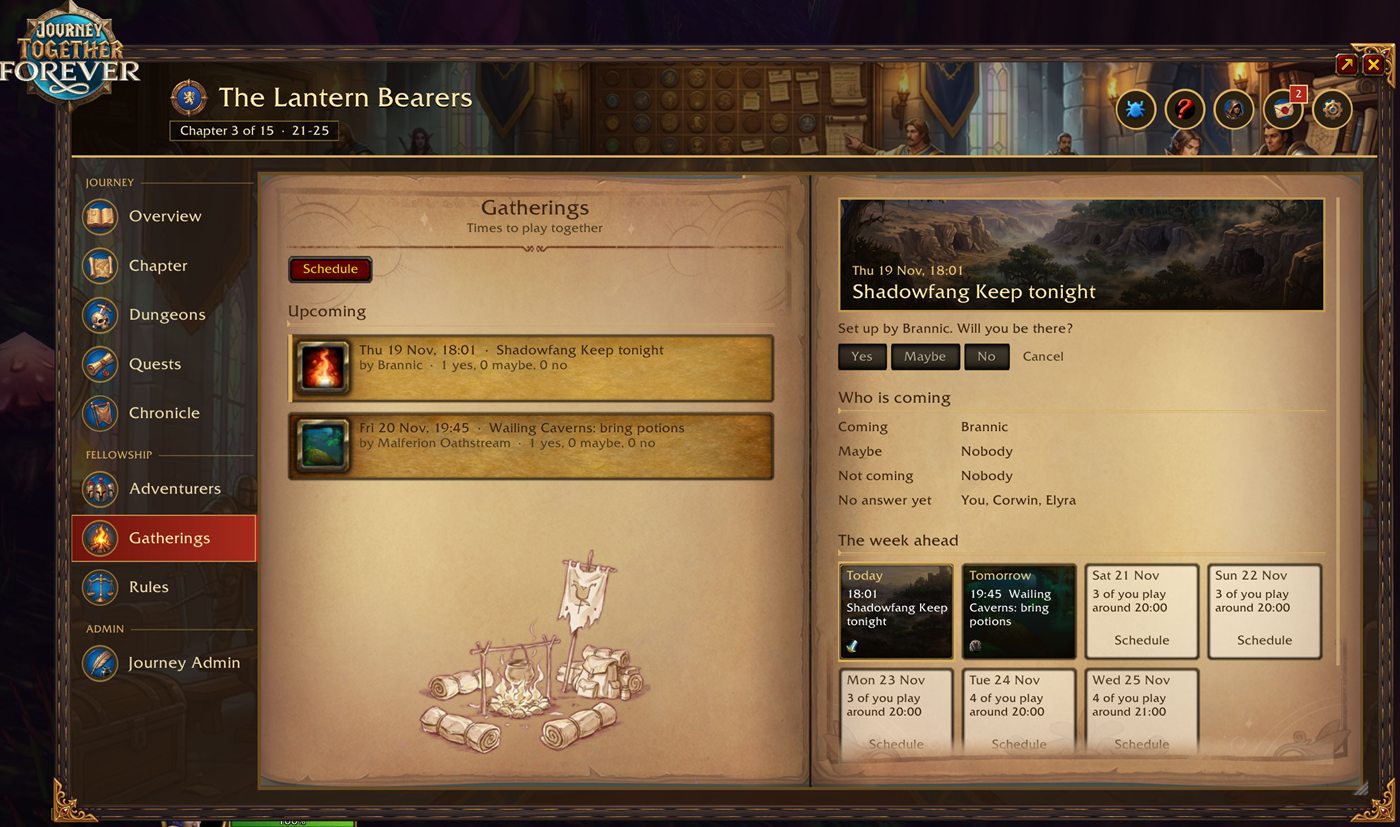 JOURNEY
TOGETHER
FOREVER
The Lantern Bearers
Chapter 3 of 15 · 21-25
2
JOURNEY
Overview
Chapter
Dungeons
Quests
Chronicle
FELLOWSHIP
Adventurers
Gatherings
Rules
ADMIN
Journey Admin
Gatherings
Times to play together
Schedule
Upcoming
Thu 19 Nov, 18:01 · Shadowfang Keep tonight
by Brannic · 1 yes, 0 maybe, 0 no
Fri 20 Nov, 19:45 · Wailing Caverns: bring potions
by Malferion Oathstream · 1 yes, 0 maybe, 0 no
Thu 19 Nov, 18:01
Shadowfang Keep tonight
Set up by Brannic. Will you be there?
Yes Maybe No Cancel
Who is coming
Coming Brannic
Maybe Nobody
Not coming Nobody
No answer yet You, Corwin, Elyra
The week ahead
Today
18:01
Shadowfang Keep
tonight
Tomorrow
19:45 Wailing
Caverns: bring
potions
Sat 21 Nov
3 of you play
around 20:00
Schedule
Sun 22 Nov
3 of you play
around 20:00
Schedule
Mon 23 Nov
3 of you play
around 20:00
Schedule
Tue 24 Nov
4 of you play
around 20:00
Schedule
Wed 25 Nov
4 of you play
around 21:00
Schedule
100%